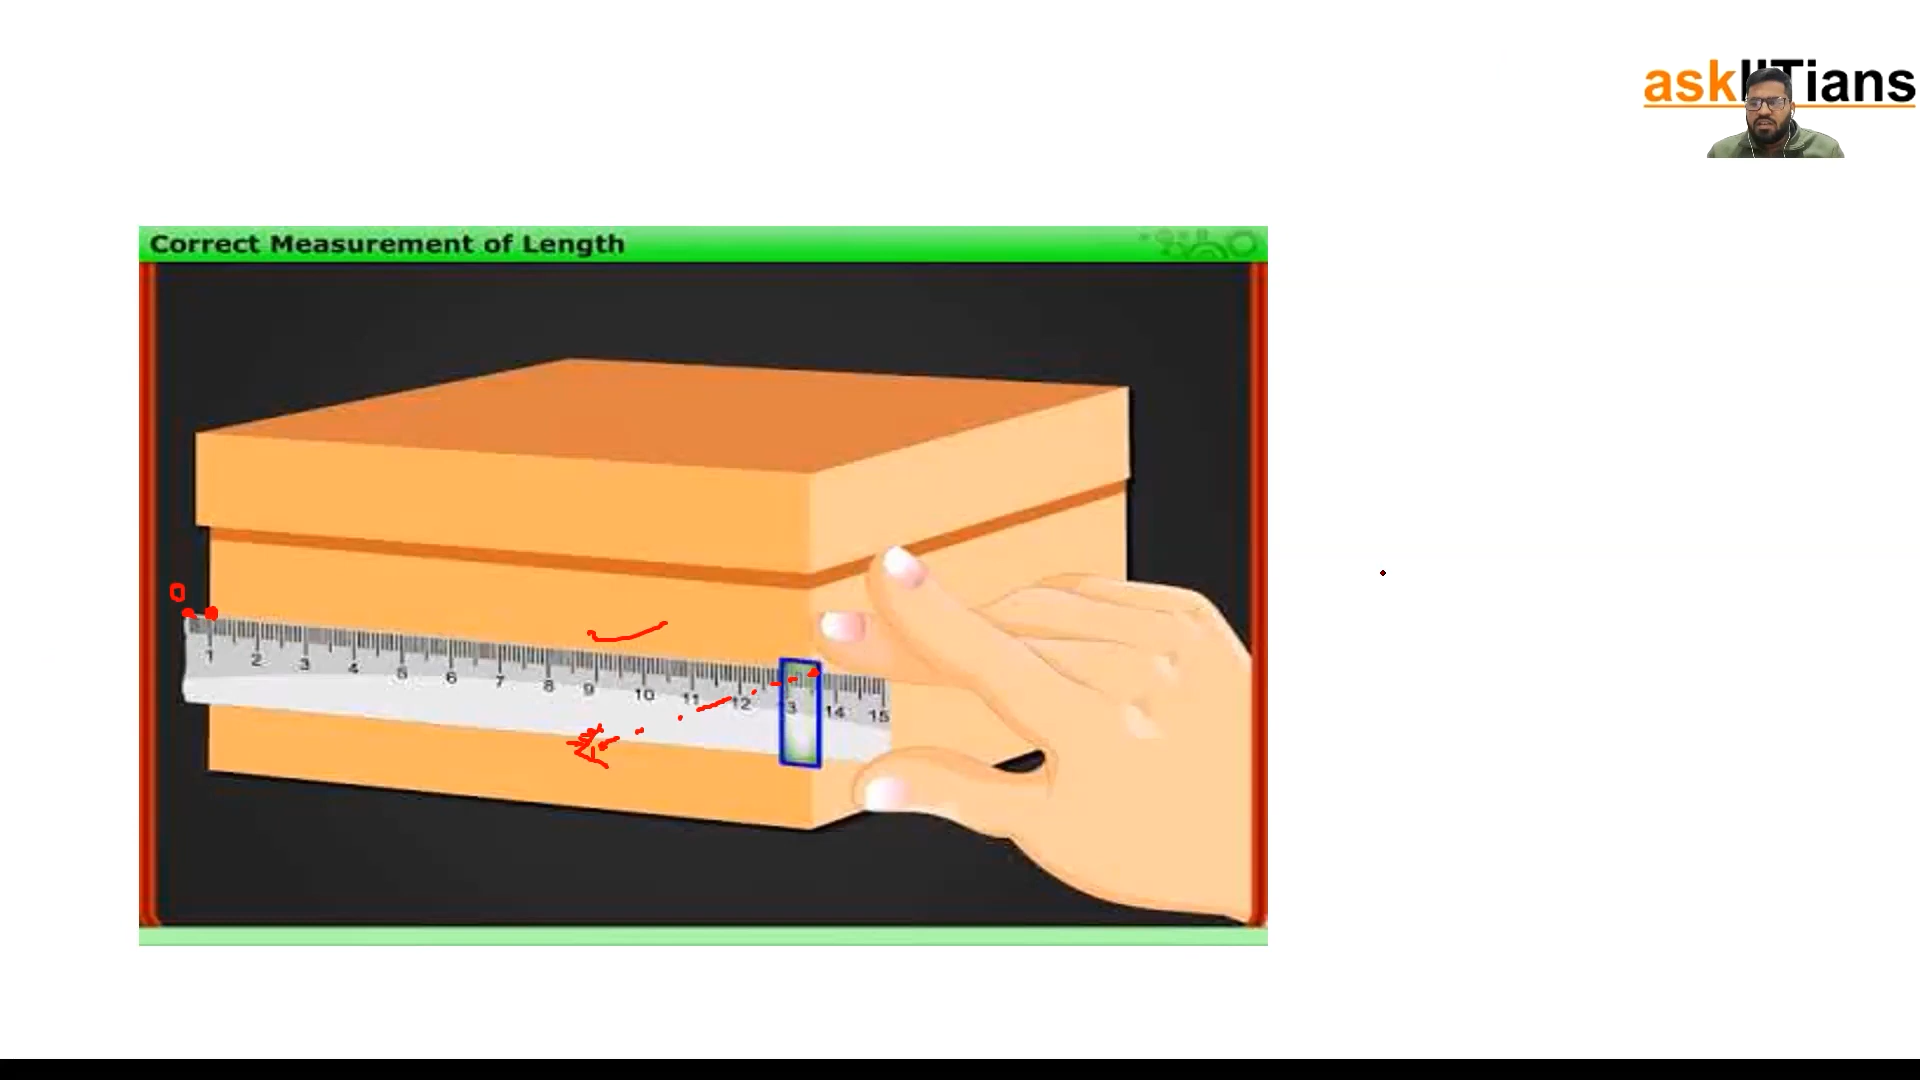 askIITians
Correct Measurement of Length
0
1 2 3 4 5 6 7 8 9 10 11 12 3 14 15